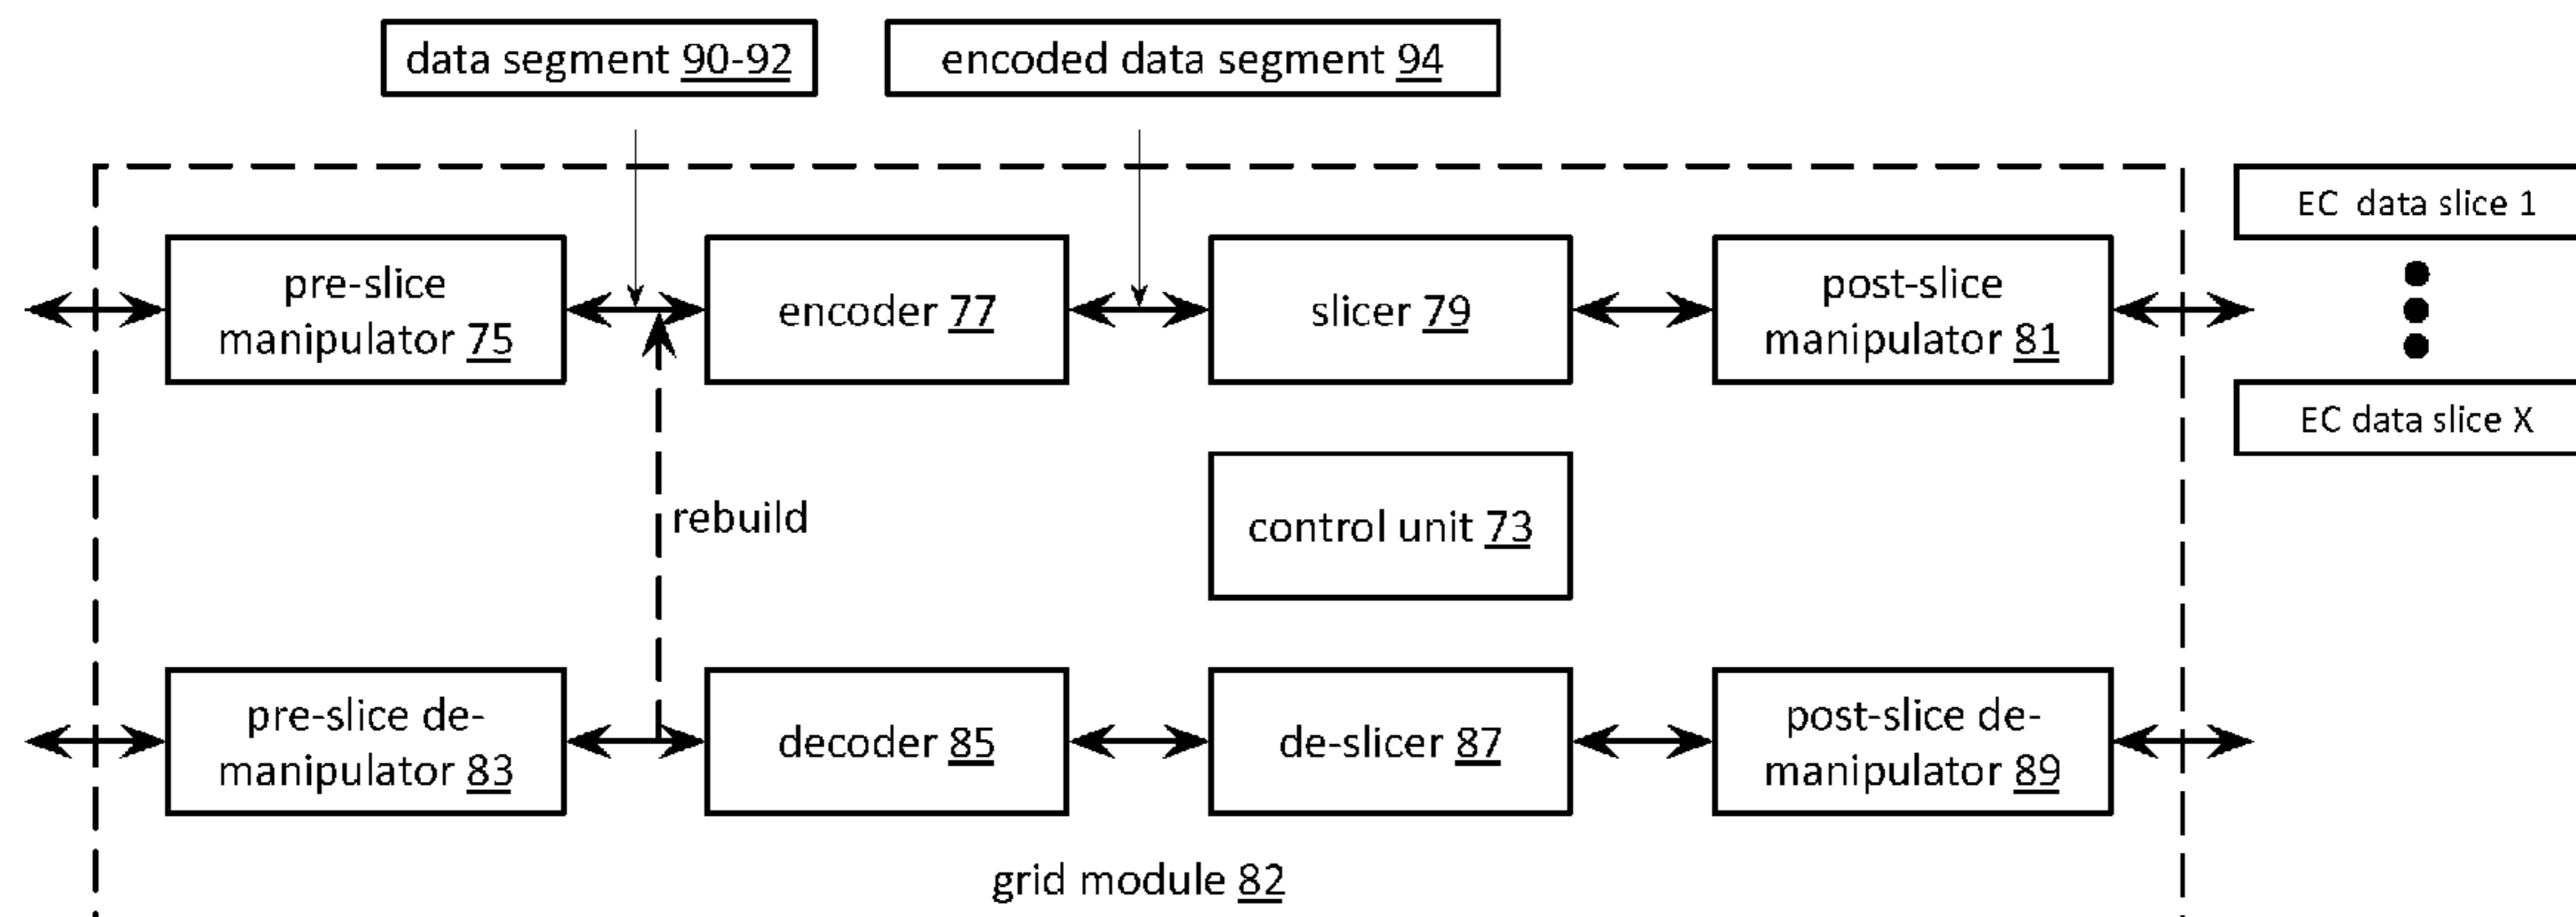 data segment 90-92
encoded data segment 94
EC data slice 1
pre-slice
manipulator 75
encoder 77
slicer 79
post-slice
manipulator 81
EC data slice X
rebuild
control unit 73
pre-slice de-
manipulator 83
decoder 85
de-slicer 87
post-slice de-
manipulator 89
grid module 82